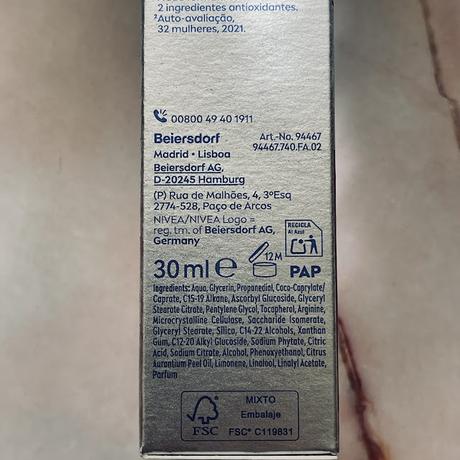 2 ingredientes antioxidantes.
³Auto-avaliação,
32 mulheres, 2021.
00800 49 40 1911
Beiersdorf Art.-No. 94467
Madrid • Lisboa 94467.740.FA.02
Beiersdorf AG,
D-20245 Hamburg
(P) Rua de Malhões, 4, 3ºEsq
2774-528, Paço de Arcos
NIVEA/NIVEA Logo =
reg. tm. of Beiersdorf AG,
Germany
RECICLA
Al Azul
12M
30 ml e PAP
Ingredients: Aqua, Glycerin, Propanediol, Coco-Caprylate/
Caprate, C15-19 Alkane, Ascorbyl Glucoside, Glyceryl
Stearate Citrate, Pentylene Glycol, Tocopherol, Arginine,
Microcrystalline, Cellulose, Saccharide Isomerate,
Glyceryl Stearate, Silica, C14-22 Alcohols, Xanthan
Gum, C12-20 Alkyl Glucoside, Sodium Phytate, Citric
Acid, Sodium Citrate, Alcohol, Phenoxyethanol, Citrus
Aurantium Peel Oil, Limonene, Linalool, Linalyl Acetate,
Parfum
FSC
MIXTO
Embalaje
FSC® C119831